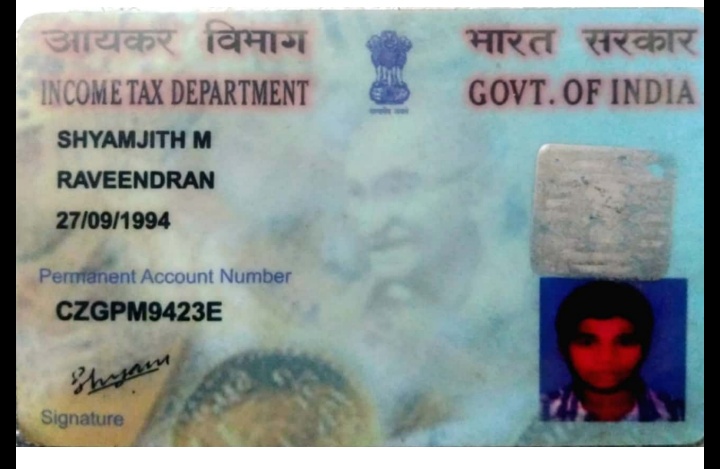 आयकर विभाग
भारत सरकार
INCOME TAX DEPARTMENT
GOVT. OF INDIA
SHYAMJITH M
RAVEENDRAN
27/09/1994
Permanent Account Number
CZGPM9423E
Shyam
Signature